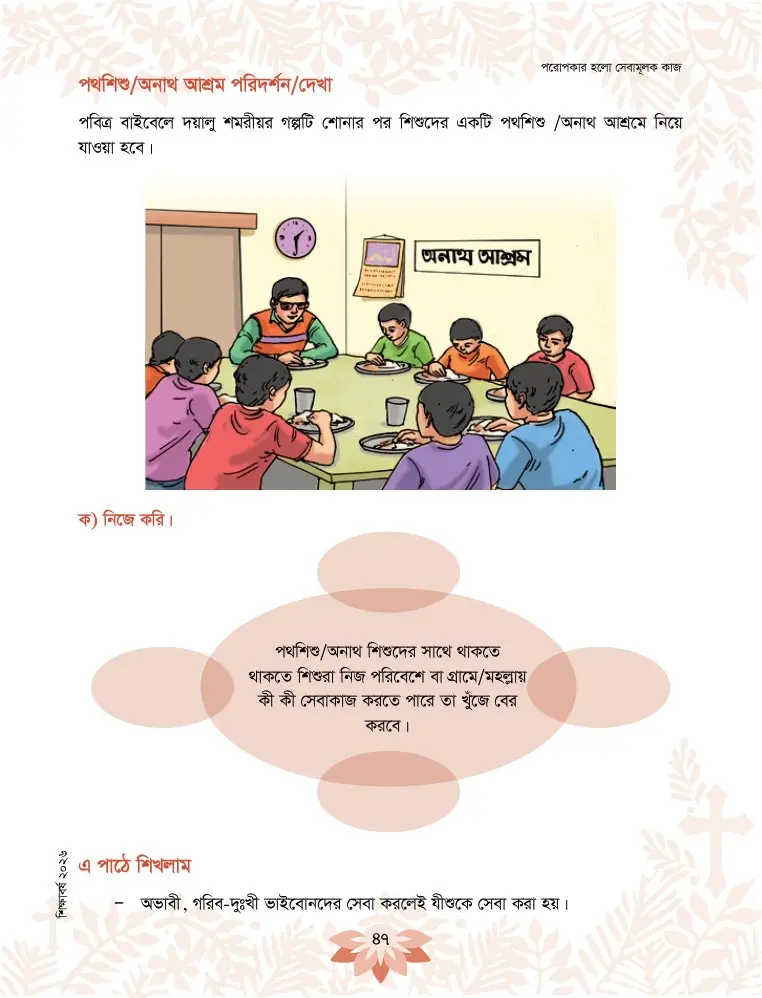 পরোপকার হলো সেবামূলক কাজ
পথশিশু/অনাথ আশ্রম পরিদর্শন/দেখা
পবিত্র বাইবেলে দয়ালু শমরীয়র গল্পটি শোনার পর শিশুদের একটি পথশিশু /অনাথ আশ্রমে নিয়ে
যাওয়া হবে।
অনাথ আশ্রম
ক) নিজে করি।
পথশিশু/অনাথ শিশুদের সাথে থাকতে
থাকতে শিশুরা নিজ পরিবেশে বা গ্রামে/মহল্লায়
কী কী সেবাকাজ করতে পারে তা খুঁজে বের
করবে।
এ পাঠে শিখলাম
– অভাবী, গরিব-দুঃখী ভাইবোনদের সেবা করলেই যীশুকে সেবা করা হয়।
শিক্ষাবর্ষ ২০২৬
৪৭